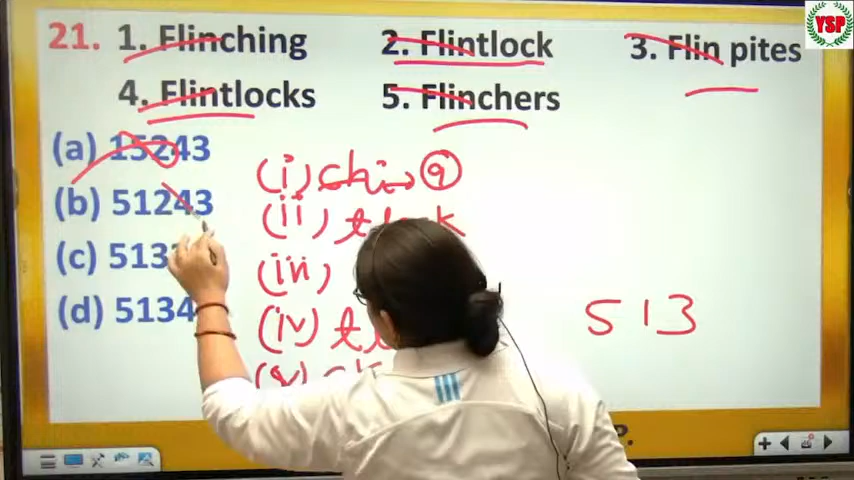 YSP
21. 1. Flinching 2. Flintlock 3. Flin pites
4. Flintlocks 5. Flinchers
(a) 15243
(b) 51243
(c) 513
(d) 5134
(i) chi → 9
(ii)
(iii)
(iv)
(v)
513